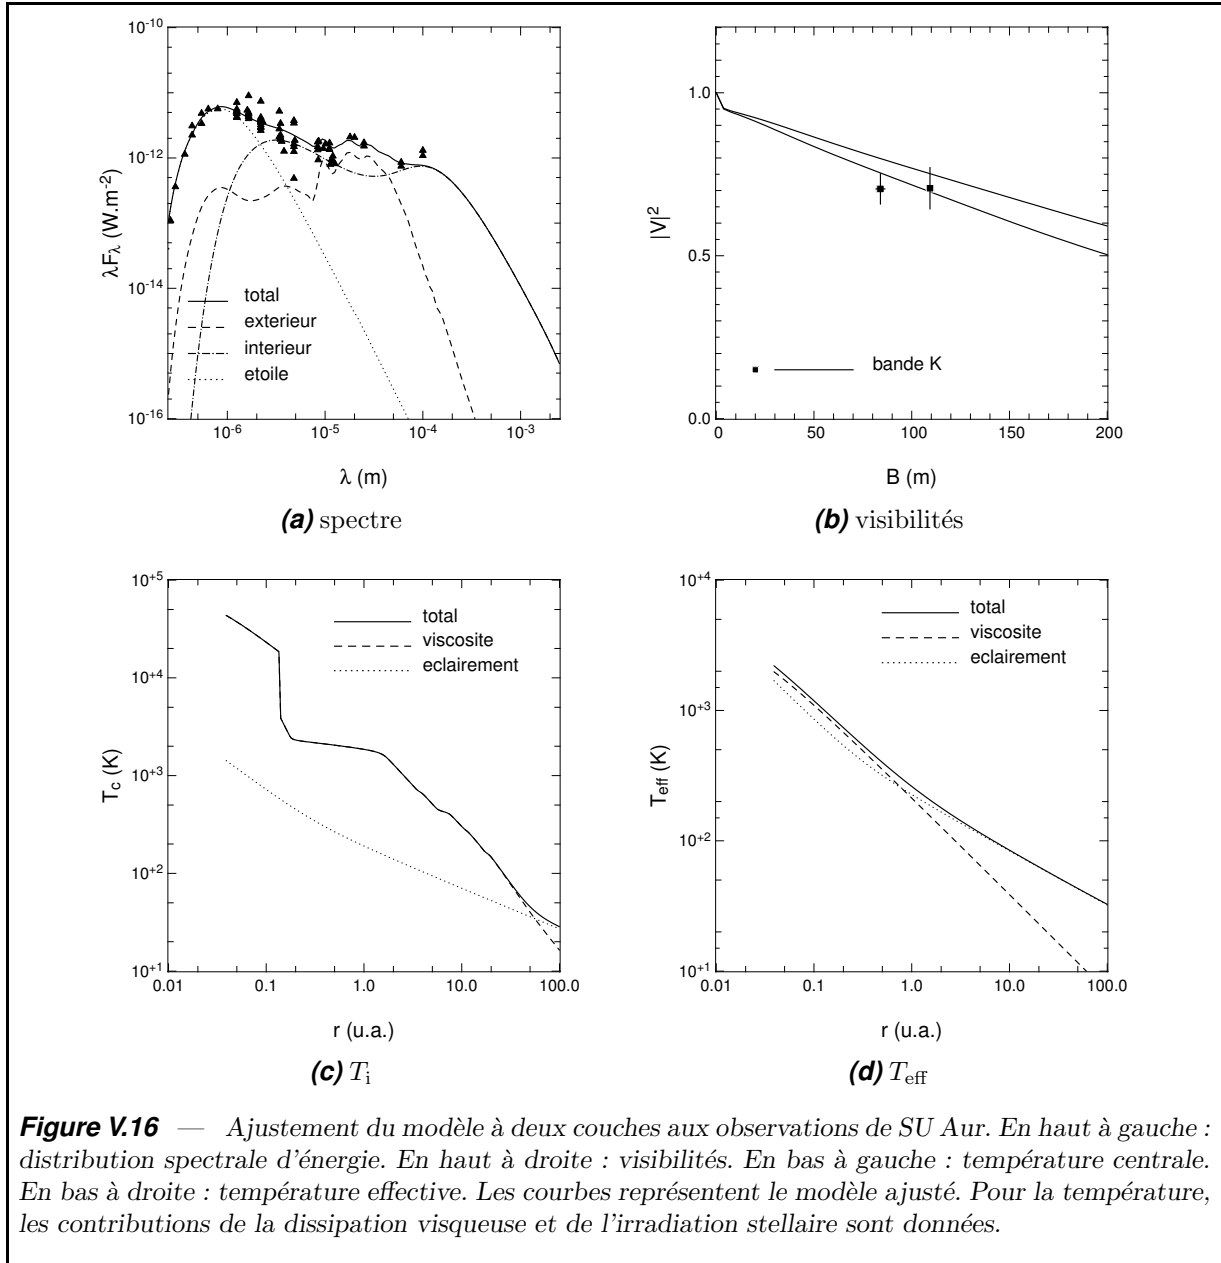 10-10
10-12
10-14
10-16
λFλ (W.m-2)
total
exterieur
interieur
etoile
10-6
10-5
10-4
10-3
λ (m)
(a) spectre
1.0
0.5
0.0
|V|2
bande K
0
50
100
150
200
B (m)
(b) visibilités
10+5
10+4
10+3
10+2
10+1
Tc (K)
total
viscosite
eclairement
0.01
0.1
1.0
10.0
100.0
r (u.a.)
(c) Ti
10+4
10+3
10+2
10+1
Teff (K)
total
viscosite
eclairement
0.01
0.1
1.0
10.0
100.0
r (u.a.)
(d) Teff
Figure V.16 — Ajustement du modèle à deux couches aux observations de SU Aur. En haut à gauche :
distribution spectrale d'énergie. En haut à droite : visibilités. En bas à gauche : température centrale.
En bas à droite : température effective. Les courbes représentent le modèle ajusté. Pour la température,
les contributions de la dissipation visqueuse et de l'irradiation stellaire sont données.